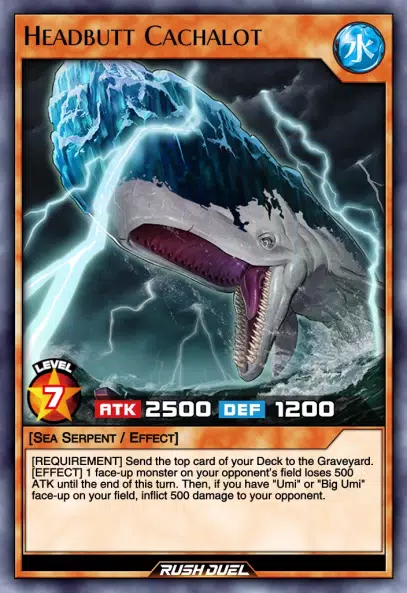 Headbutt Cachalot
水
LEVEL
7
ATK 2500 DEF 1200
[Sea Serpent / Effect]
[REQUIREMENT] Send the top card of your Deck to the Graveyard.
[EFFECT] 1 face-up monster on your opponent's field loses 500
ATK until the end of this turn. Then, if you have "Umi" or "Big Umi"
face-up on your field, inflict 500 damage to your opponent.
RUSH DUEL